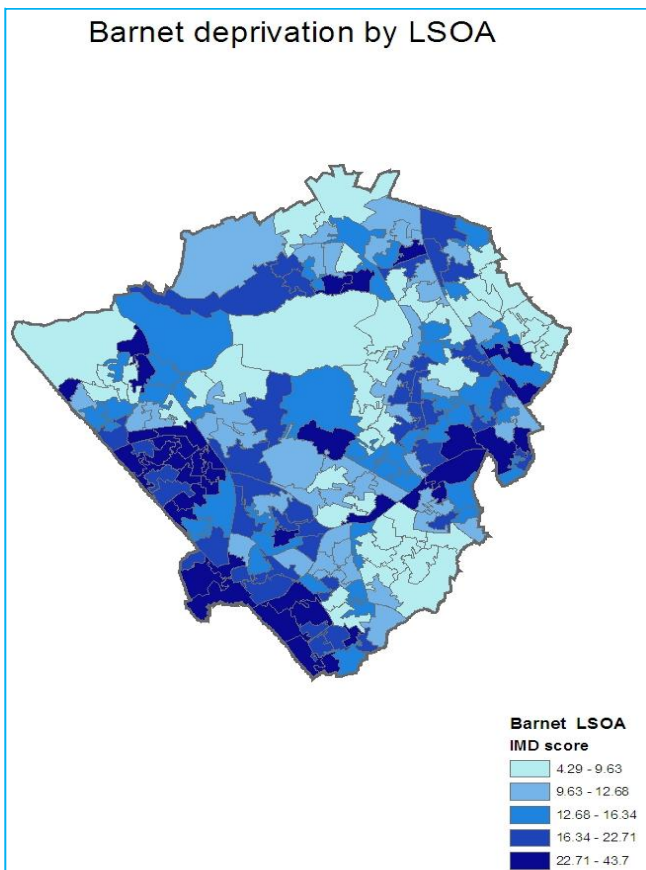 Barnet deprivation by LSOA
Barnet LSOA
IMD score
4.29 - 9.63
9.63 - 12.68
12.68 - 16.34
16.34 - 22.71
22.71 - 43.7